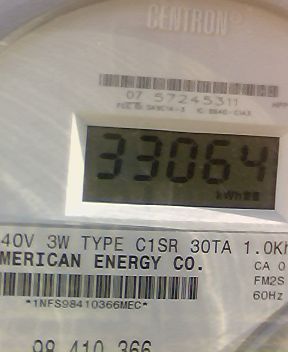 CENTRON®
07 57245311
33064
kWh
40V 3W TYPE C1SR 30TA 1.0Kh
MERICAN ENERGY CO.
CA 0
FM2S
60Hz
*1NFS98410366MEC*
98 410 366